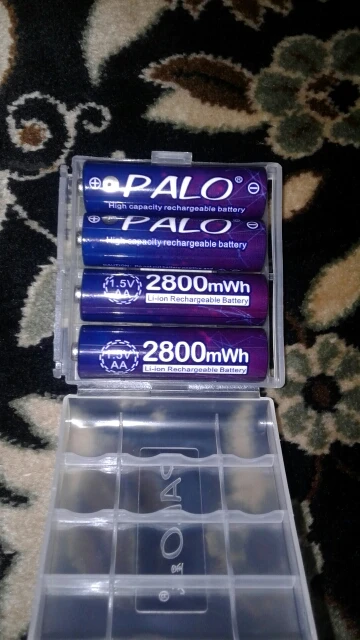 PALO®
High capacity rechargeable battery
PALO
High capacity rechargeable battery
1.5V
AA
2800mWh
Li-ion Rechargeable Battery
1.5V
AA
2800mWh
Li-ion Rechargeable Battery
PALO